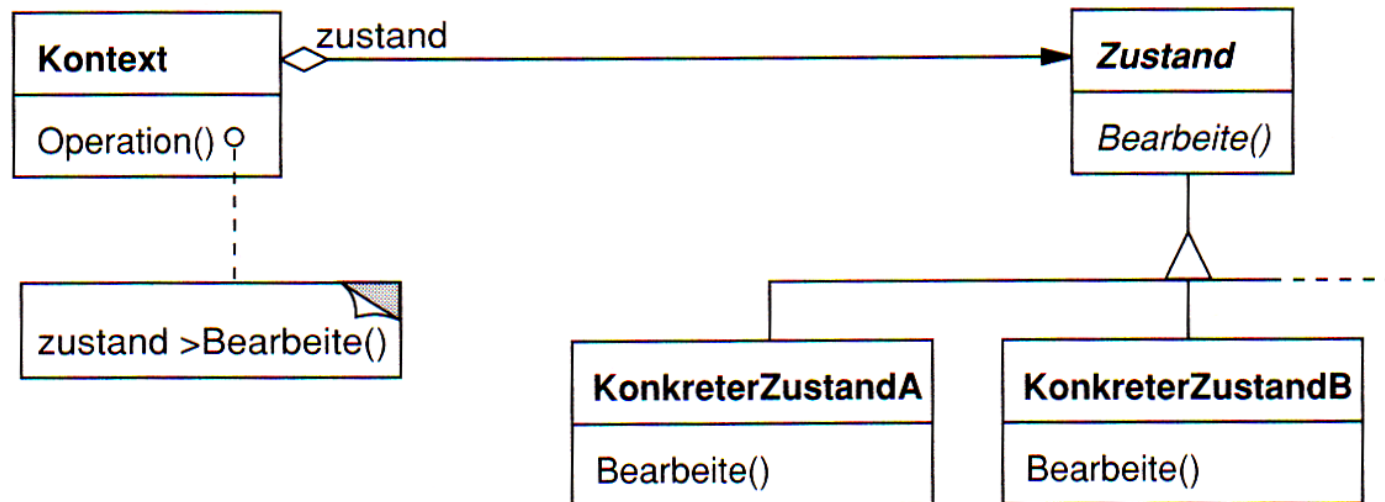 Kontext
Operation()
zustand
Zustand
Bearbeite()
zustand >Bearbeite()
KonkreterZustandA
Bearbeite()
KonkreterZustandB
Bearbeite()